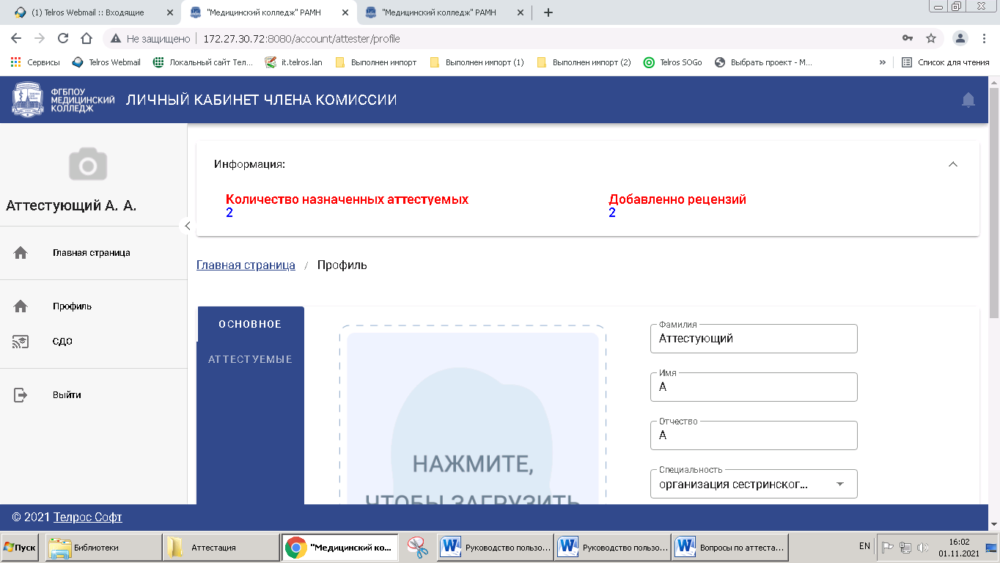 (1) Telros Webmail :: Входящие
"Медицинский колледж" РАМН
"Медицинский колледж" РАМН
Не защищено
172.27.30.72:8080/account/attester/profile
Сервисы
Telros Webmail
Локальный сайт Тел...
it.telros.lan
Выполнен импорт
Выполнен импорт (1)
Выполнен импорт (2)
Telros SOGo
Выбрать проект - М...
»
Список для чтения
ФГБПОУ
МЕДИЦИНСКИЙ
КОЛЛЕДЖ
ЛИЧНЫЙ КАБИНЕТ ЧЛЕНА КОМИССИИ
Аттестующий А. А.
Главная страница
Профиль
СДО
Выйти
Информация:
Количество назначенных аттестуемых
2
Добавленно рецензий
2
Главная страница / Профиль
ОСНОВНОЕ
АТТЕСТУЕМЫЕ
НАЖМИТЕ,
ЧТОБЫ ЗАГРУЗИТЬ
Фамилия
Аттестующий
Имя
А
Отчество
А
Специальность
организация сестринског...
© 2021 Телрос Софт
Пуск
Библиотеки
Аттестация
"Медицинский ко...
Руководство пользо...
Руководство пользо...
Вопросы по аттеста...
EN
16:02
01.11.2021